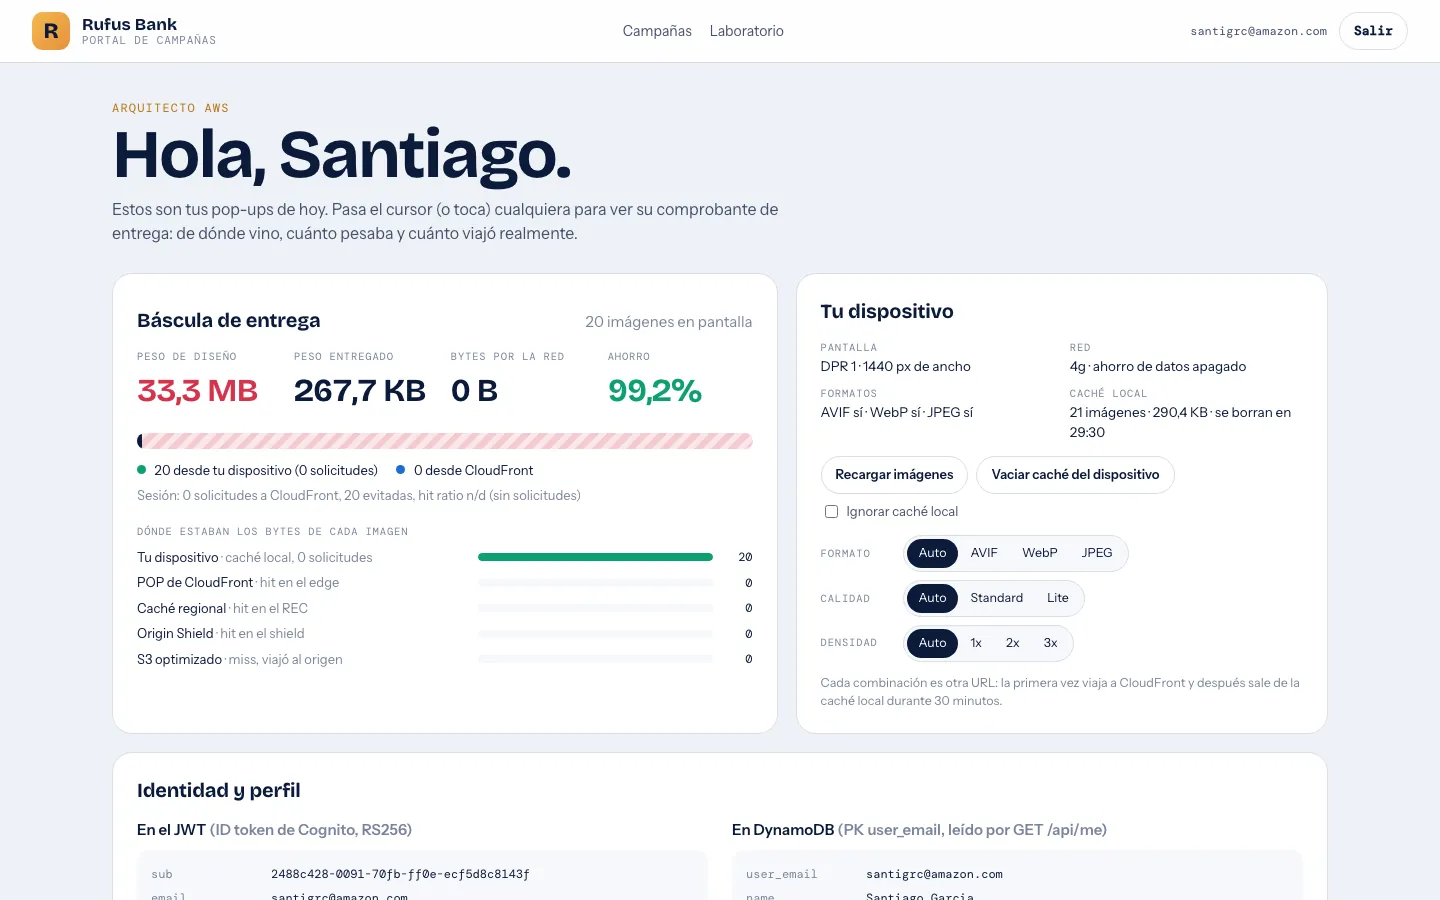 R
Rufus Bank
PORTAL DE CAMPAÑAS
Campañas
Laboratorio
santigrc@amazon.com
Salir
ARQUITECTO AWS
Hola, Santiago.
Estos son tus pop-ups de hoy. Pasa el cursor (o toca) cualquiera para ver su comprobante de
entrega: de dónde vino, cuánto pesaba y cuánto viajó realmente.
Báscula de entrega
20 imágenes en pantalla
PESO DE DISEÑO
PESO ENTREGADO
BYTES POR LA RED
AHORRO
33,3 MB
267,7 KB
0 B
99,2%
20 desde tu dispositivo (0 solicitudes)
0 desde CloudFront
Sesión: 0 solicitudes a CloudFront, 20 evitadas, hit ratio n/d (sin solicitudes)
DÓNDE ESTABAN LOS BYTES DE CADA IMAGEN
Tu dispositivo · caché local, 0 solicitudes 20
POP de CloudFront · hit en el edge 0
Caché regional · hit en el REC 0
Origin Shield · hit en el shield 0
S3 optimizado · miss, viajó al origen 0
Tu dispositivo
PANTALLA
DPR 1 · 1440 px de ancho
RED
4g · ahorro de datos apagado
FORMATOS
AVIF sí · WebP sí · JPEG sí
CACHÉ LOCAL
21 imágenes · 290,4 KB · se borran en
29:30
Recargar imágenes
Vaciar caché del dispositivo
Ignorar caché local
FORMATO Auto AVIF WebP JPEG
CALIDAD Auto Standard Lite
DENSIDAD Auto 1x 2x 3x
Cada combinación es otra URL: la primera vez viaja a CloudFront y después sale de la
caché local durante 30 minutos.
Identidad y perfil
En el JWT (ID token de Cognito, RS256)
sub 2488c428-0091-70fb-ff0e-ecf5d8c8143f
email santigrc@amazon.com
En DynamoDB (PK user_email, leído por GET /api/me)
user_email santigrc@amazon.com
name Santiago Garcia